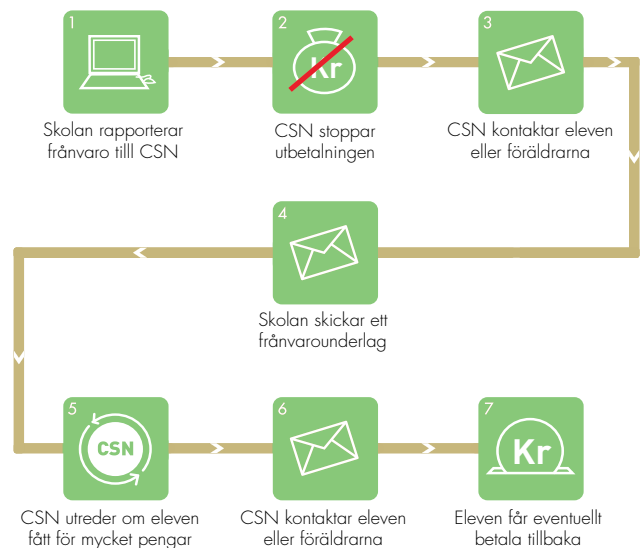 1
Skolan rapporterar
frånvaro tilll CSN
2
Kr
CSN stoppar
utbetalningen
3
CSN kontaktar eleven
eller föräldrarna
4
Skolan skickar ett
frånvarounderlag
5
CSN
CSN utreder om eleven
fått för mycket pengar
6
CSN kontaktar eleven
eller föräldrarna
7
Kr
Eleven får eventuellt
betala tillbaka